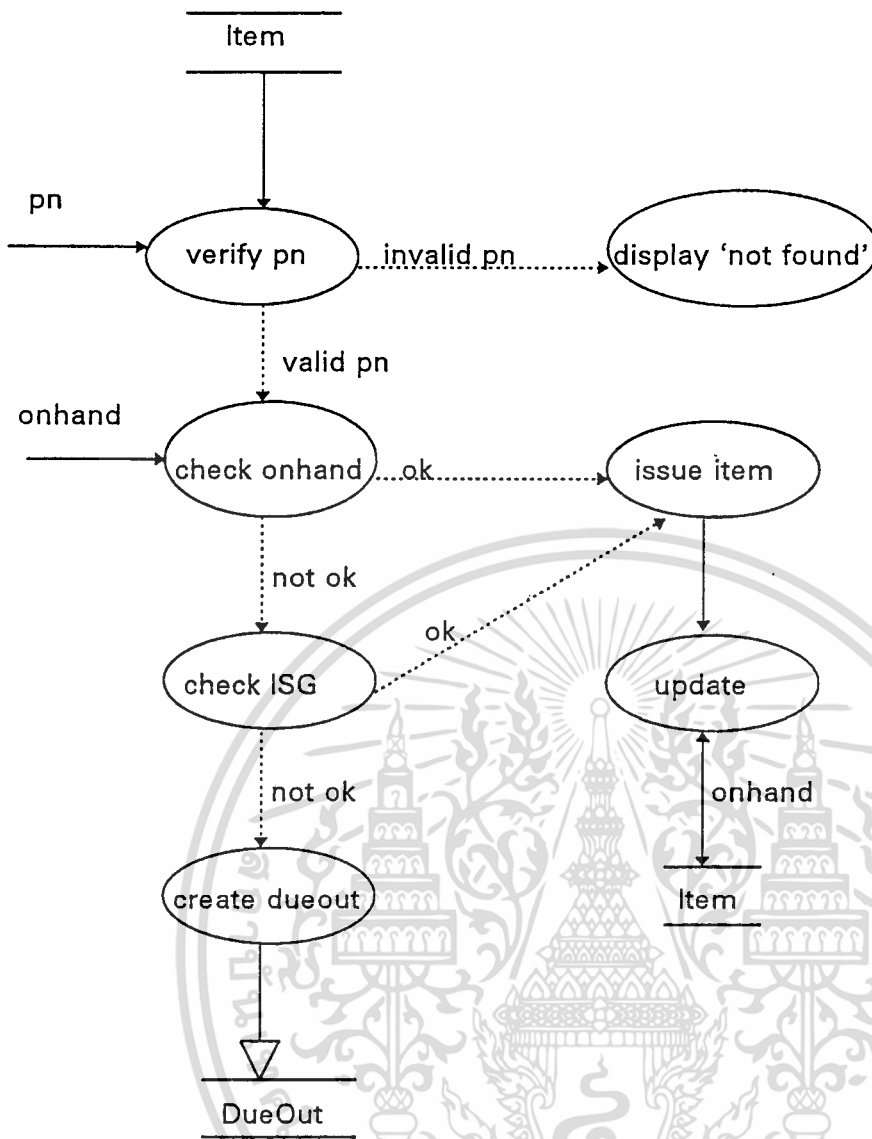 Item
pn
verify pn
invalid pn
display ‘not found’
valid pn
onhand
check onhand
ok
issue item
not ok
ok
check ISG
update
not ok
onhand
create dueout
Item
DueOut